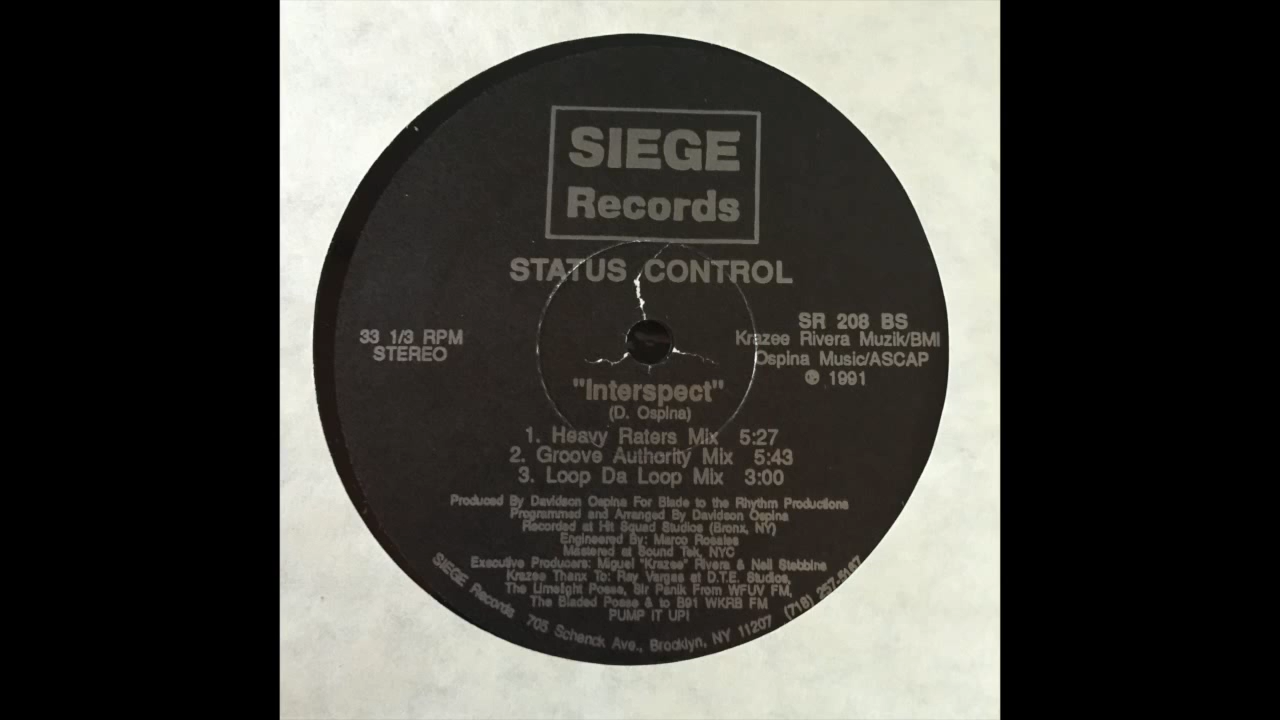 SIEGE
Records
STATUS CONTROL
33 1/3 RPM
STEREO
SR 208 BS
Krazee Rivera Muzik/BMI
Ospina Music/ASCAP
℗ 1991
"Interspect"
(D. Ospina)
1. Heavy Raters Mix 5:27
2. Groove Authority Mix 5:43
3. Loop Da Loop Mix 3:00
Produced By Davidson Ospina For Blade to the Rhythm Productions
Programmed and Arranged By Davidson Ospina
Recorded at Hit Squad Studios (Bronx, NY)
Engineered By: Marco Rosales
Mastered at Sound Tek, NYC
Executive Producers: Miguel "Krazee" Rivera & Neil Stebbins
Krazee Thanx To: Ray Vargas at D.T.E. Studios,
The Limelight Posse, Sir Panik From WFUV FM,
The Bladed Posse & to B91 WKRB FM
PUMP IT UP!
SIEGE Records 705 Schenck Ave., Brooklyn, NY 11207 (718)